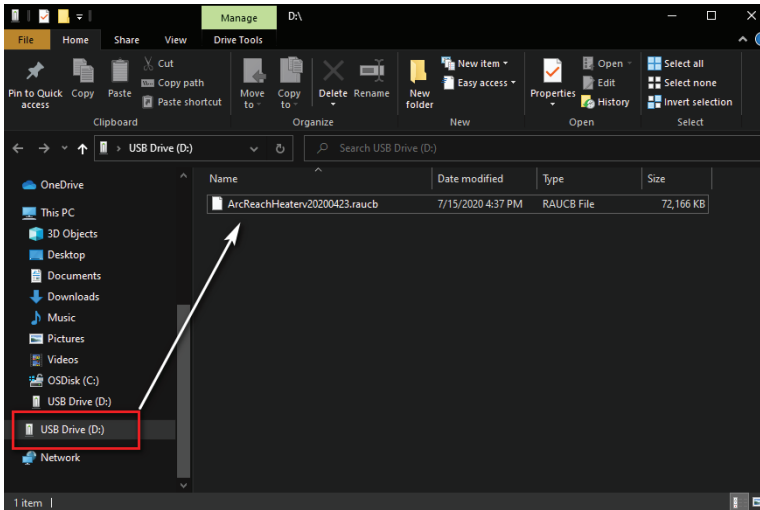 Manage
D:\
File
Home
Share
View
Drive Tools
Pin to Quick access
Copy
Paste
Cut
Copy path
Paste shortcut
Clipboard
Move to
Copy to
Delete
Rename
Organize
New folder
New item
Easy access
New
Properties
Open
Edit
History
Open
Select all
Select none
Invert selection
Select
USB Drive (D:)
Search USB Drive (D:)
Name
Date modified
Type
Size
ArcReachHeaterv20200423.raucb
7/15/2020 4:37 PM
RAUCB File
72,166 KB
OneDrive
This PC
3D Objects
Desktop
Documents
Downloads
Music
Pictures
Videos
OSDisk (C:)
USB Drive (D:)
USB Drive (D:)
Network
1 item